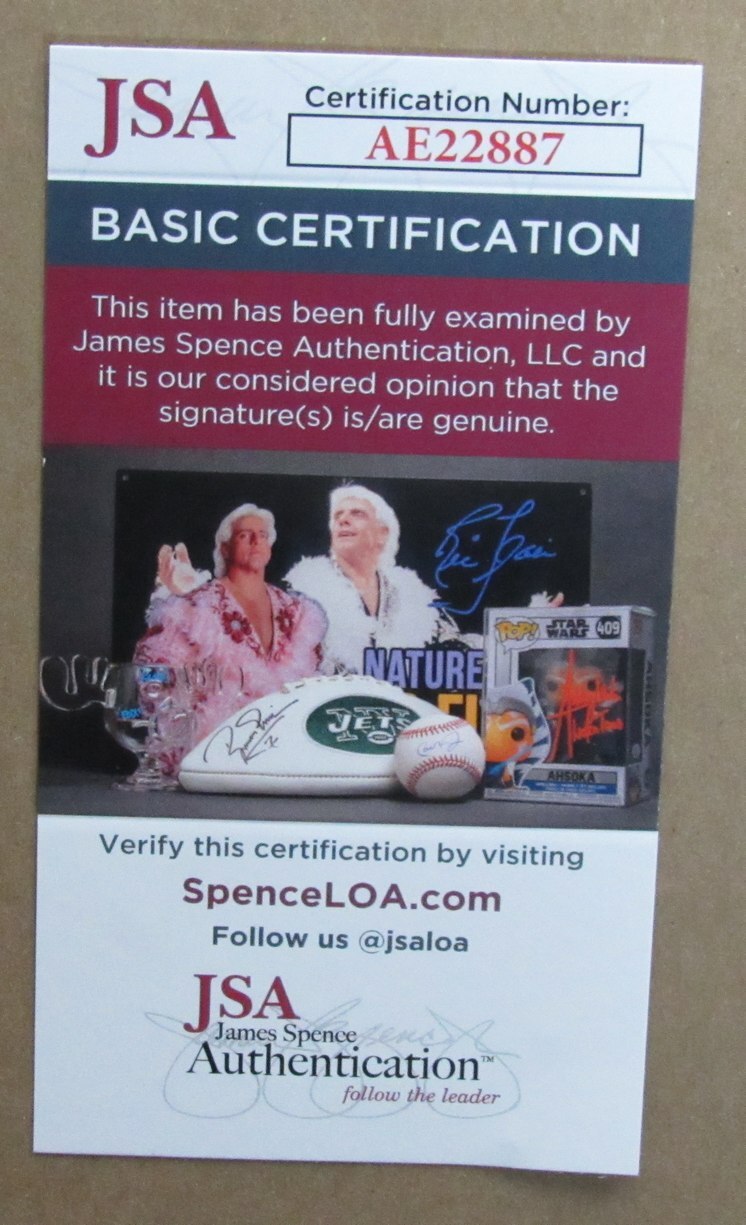 JSA
Certification Number:
AE22887
BASIC CERTIFICATION
This item has been fully examined by
James Spence Authentication, LLC and
it is our considered opinion that the
signature(s) is/are genuine.
Ric Flair
NATURE
JETS
POP!
STAR
WARS
409
AHSOKA
Verify this certification by visiting
SpenceLOA.com
Follow us @jsaloa
JSA
James Spence
Authentication™
follow the leader